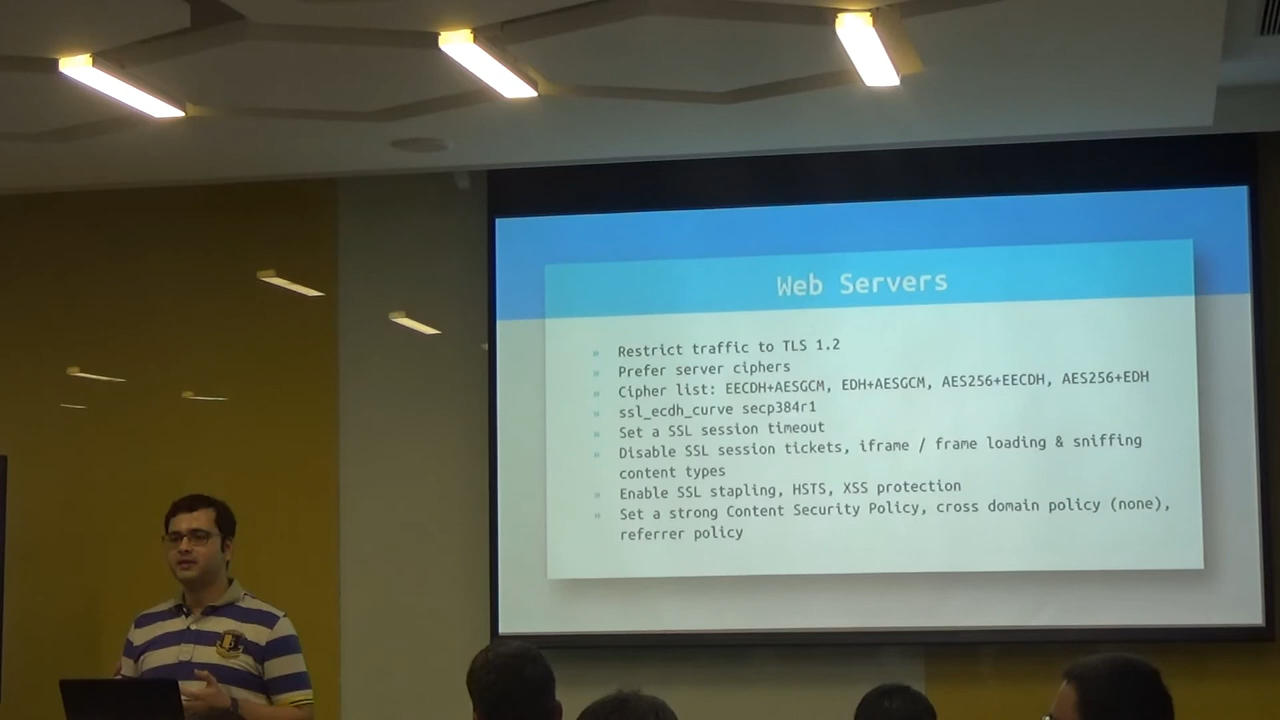 Web Servers
» Restrict traffic to TLS 1.2
» Prefer server ciphers
» Cipher list: EECDH+AESGCM, EDH+AESGCM, AES256+EECDH, AES256+EDH
» ssl_ecdh_curve secp384r1
» Set a SSL session timeout
» Disable SSL session tickets, iframe / frame loading & sniffing
content types
» Enable SSL stapling, HSTS, XSS protection
» Set a strong Content Security Policy, cross domain policy (none),
referrer policy